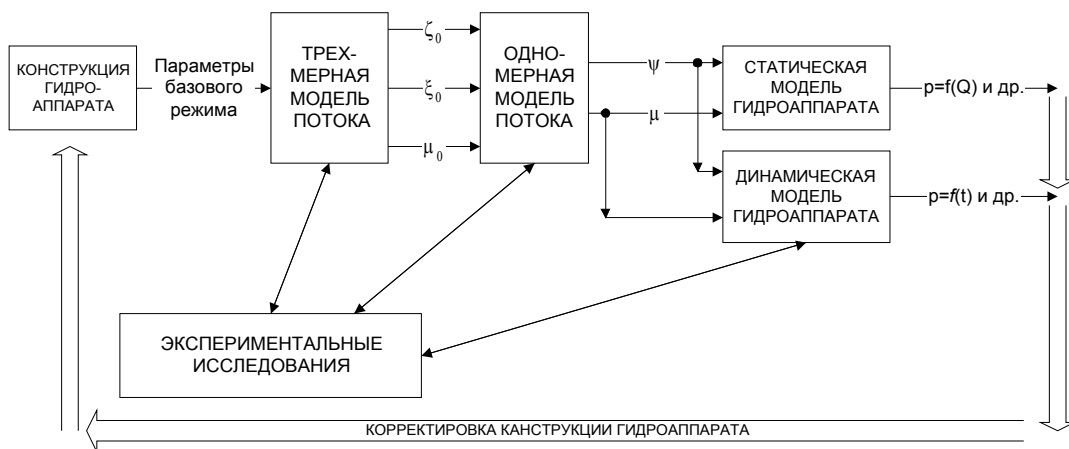 КОНСТРУКЦИЯ
ГИДРО-
АППАРАТА
Параметры
базового
режима
ТРЕХ-
МЕРНАЯ
МОДЕЛЬ
ПОТОКА
ζ₀
ξ₀
μ₀
ОДНО-
МЕРНАЯ
МОДЕЛЬ
ПОТОКА
ψ
μ
СТАТИЧЕСКАЯ
МОДЕЛЬ
ГИДРОАППАРАТА
p=f(Q) и др.
ДИНАМИЧЕСКАЯ
МОДЕЛЬ
ГИДРОАППАРАТА
p=f(t) и др.
ЭКСПЕРИМЕНТАЛЬНЫЕ
ИССЛЕДОВАНИЯ
КОРРЕКТИРОВКА КАНСТРУКЦИИ ГИДРОАППАРАТА